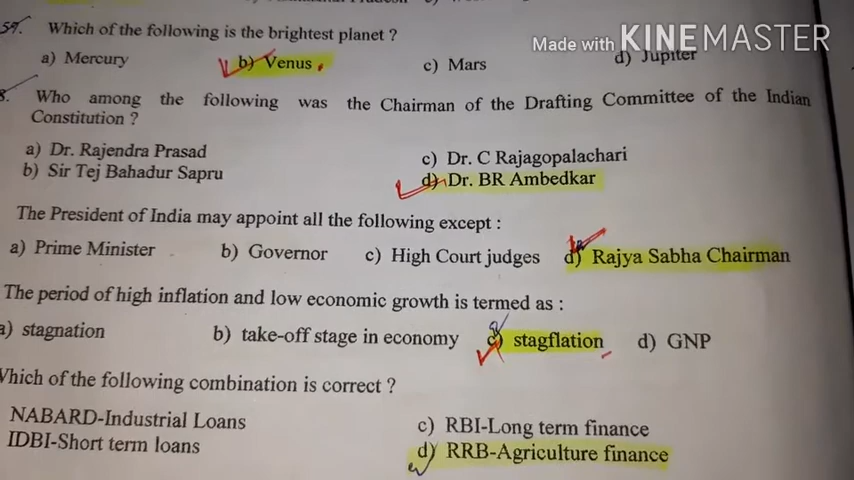 59. Which of the following is the brightest planet ?
Made with KINEMASTER
a) Mercury b) Venus c) Mars d) Jupiter
8. Who among the following was the Chairman of the Drafting Committee of the Indian
Constitution ?
a) Dr. Rajendra Prasad c) Dr. C Rajagopalachari
b) Sir Tej Bahadur Sapru d) Dr. BR Ambedkar
The President of India may appoint all the following except :
a) Prime Minister b) Governor c) High Court judges d) Rajya Sabha Chairman
The period of high inflation and low economic growth is termed as :
a) stagnation b) take-off stage in economy c) stagflation d) GNP
Which of the following combination is correct ?
NABARD-Industrial Loans c) RBI-Long term finance
IDBI-Short term loans d) RRB-Agriculture finance